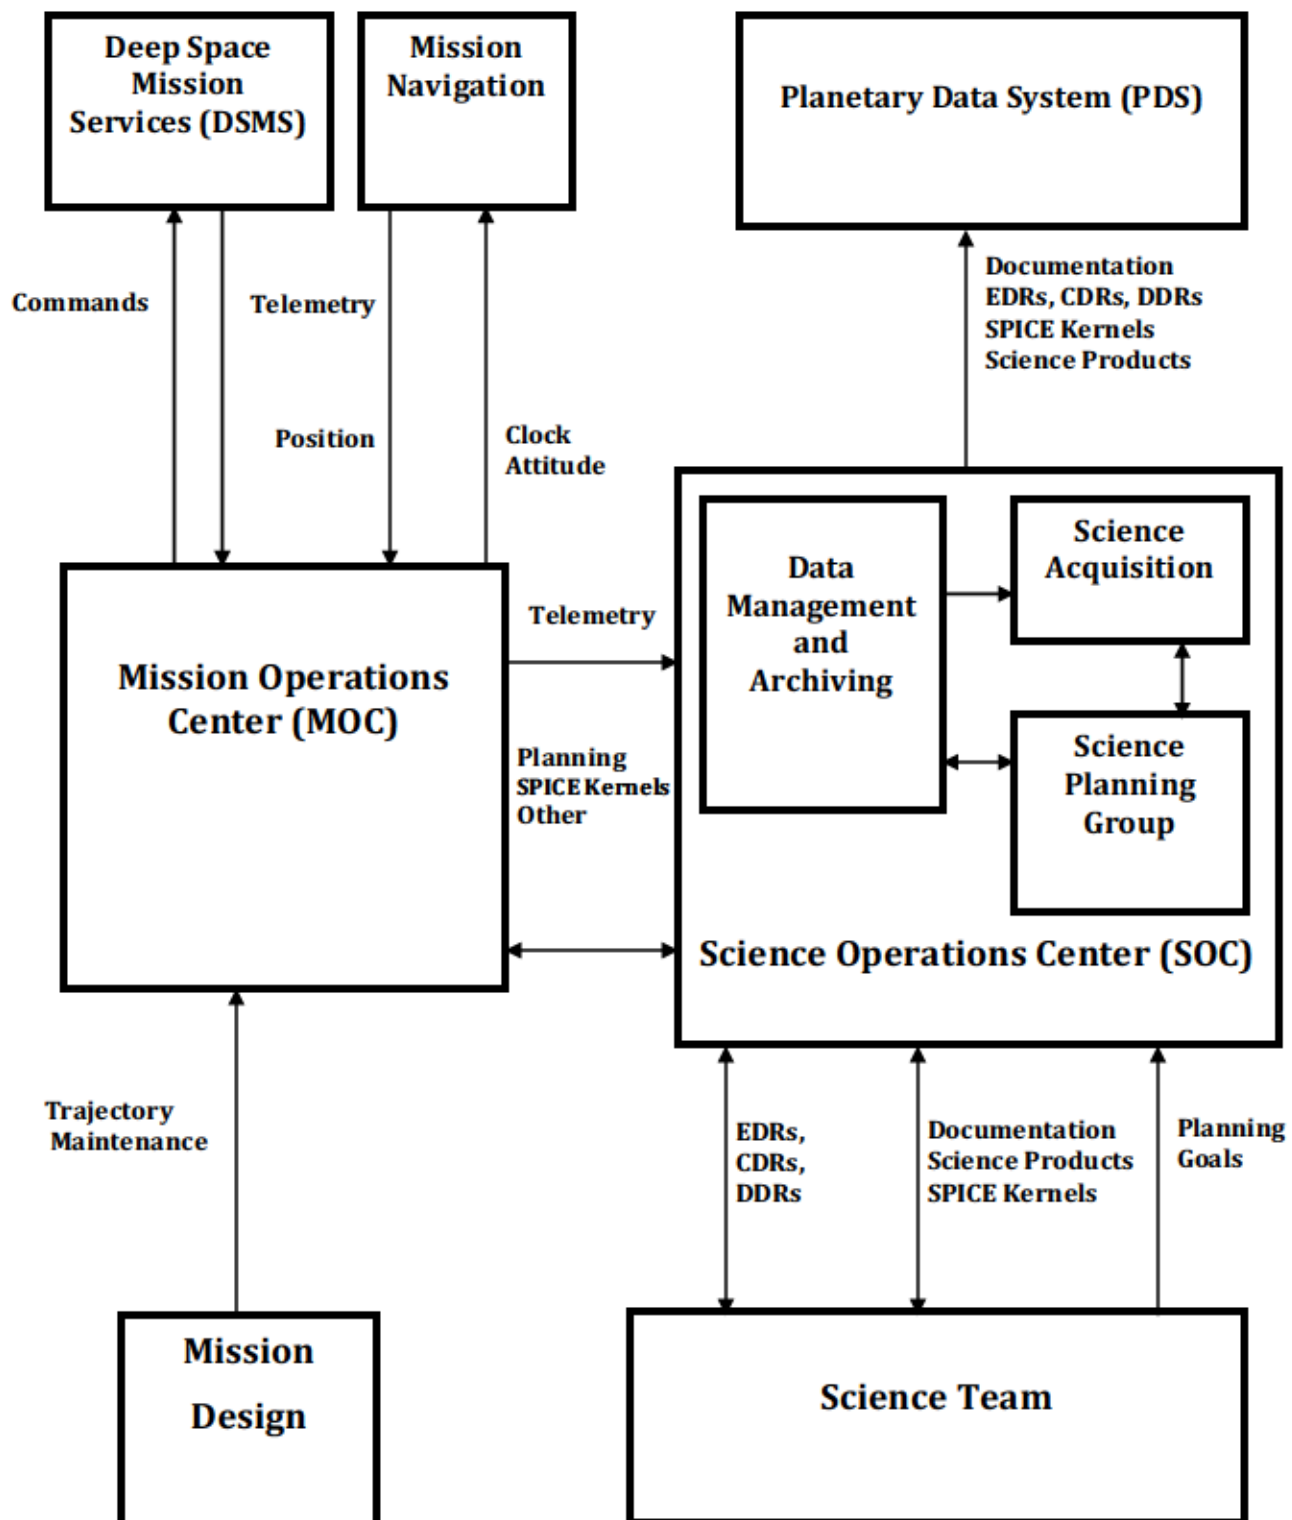 Deep Space
Mission
Services (DSMS)
Mission
Navigation
Planetary Data System (PDS)
Commands
Telemetry
Position
Clock
Attitude
Documentation
EDRs, CDRs, DDRs
SPICE Kernels
Science Products
Mission Operations
Center (MOC)
Telemetry
Planning
SPICE Kernels
Other
Data
Management
and
Archiving
Science
Acquisition
Science
Planning
Group
Science Operations Center (SOC)
Trajectory
Maintenance
EDRs,
CDRs,
DDRs
Documentation
Science Products
SPICE Kernels
Planning
Goals
Mission
Design
Science Team